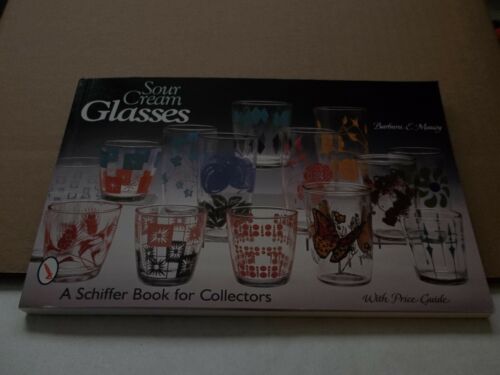 Sour
Cream
Glasses
Barbara E. Mauzy
A Schiffer Book for Collectors
With Price Guide